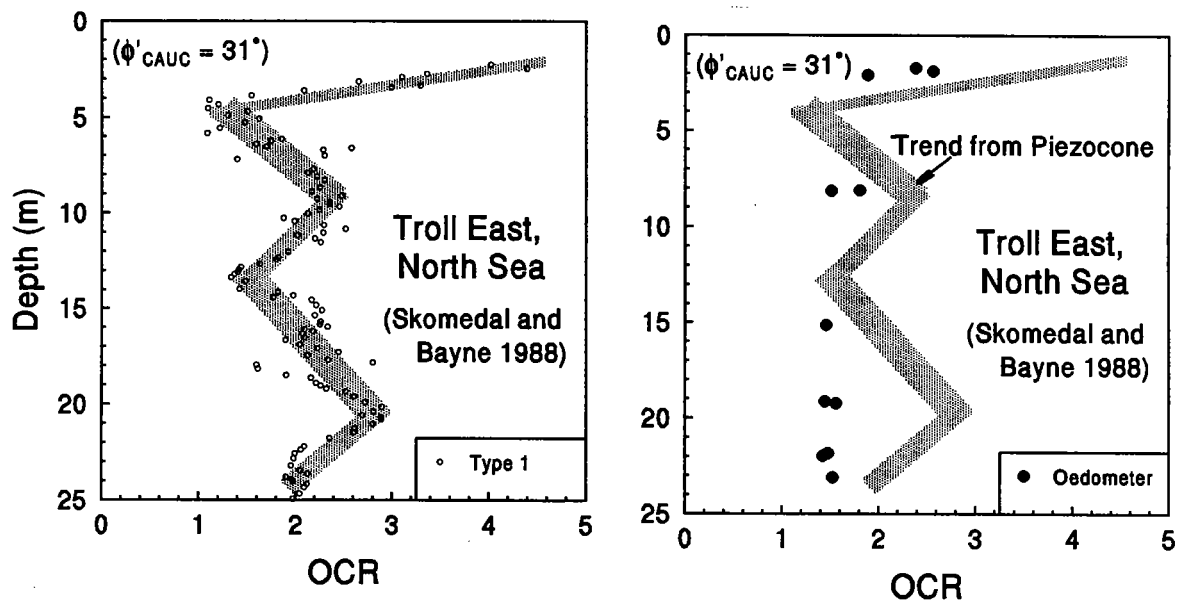 0
5
10
15
20
25
Depth (m)
(ϕ'CAUC = 31°)
Troll East,
North Sea
(Skomedal and
Bayne 1988)
Type 1
0 1 2 3 4 5
OCR
0
5
10
15
20
25
(ϕ'CAUC = 31°)
Trend from Piezocone
Troll East,
North Sea
(Skomedal and
Bayne 1988)
Oedometer
0 1 2 3 4 5
OCR